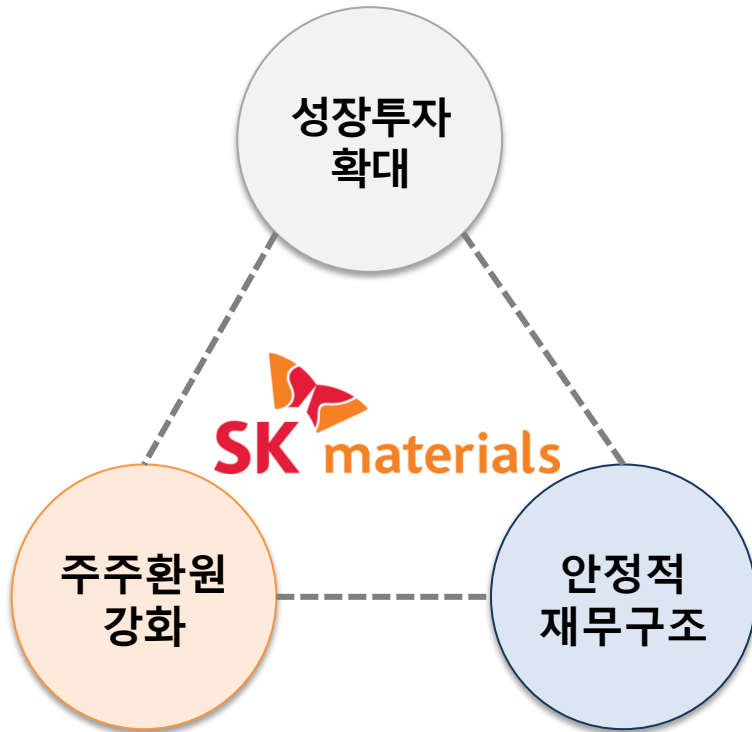 성장투자
확대
SK materials
주주환원
강화
안정적
재무구조